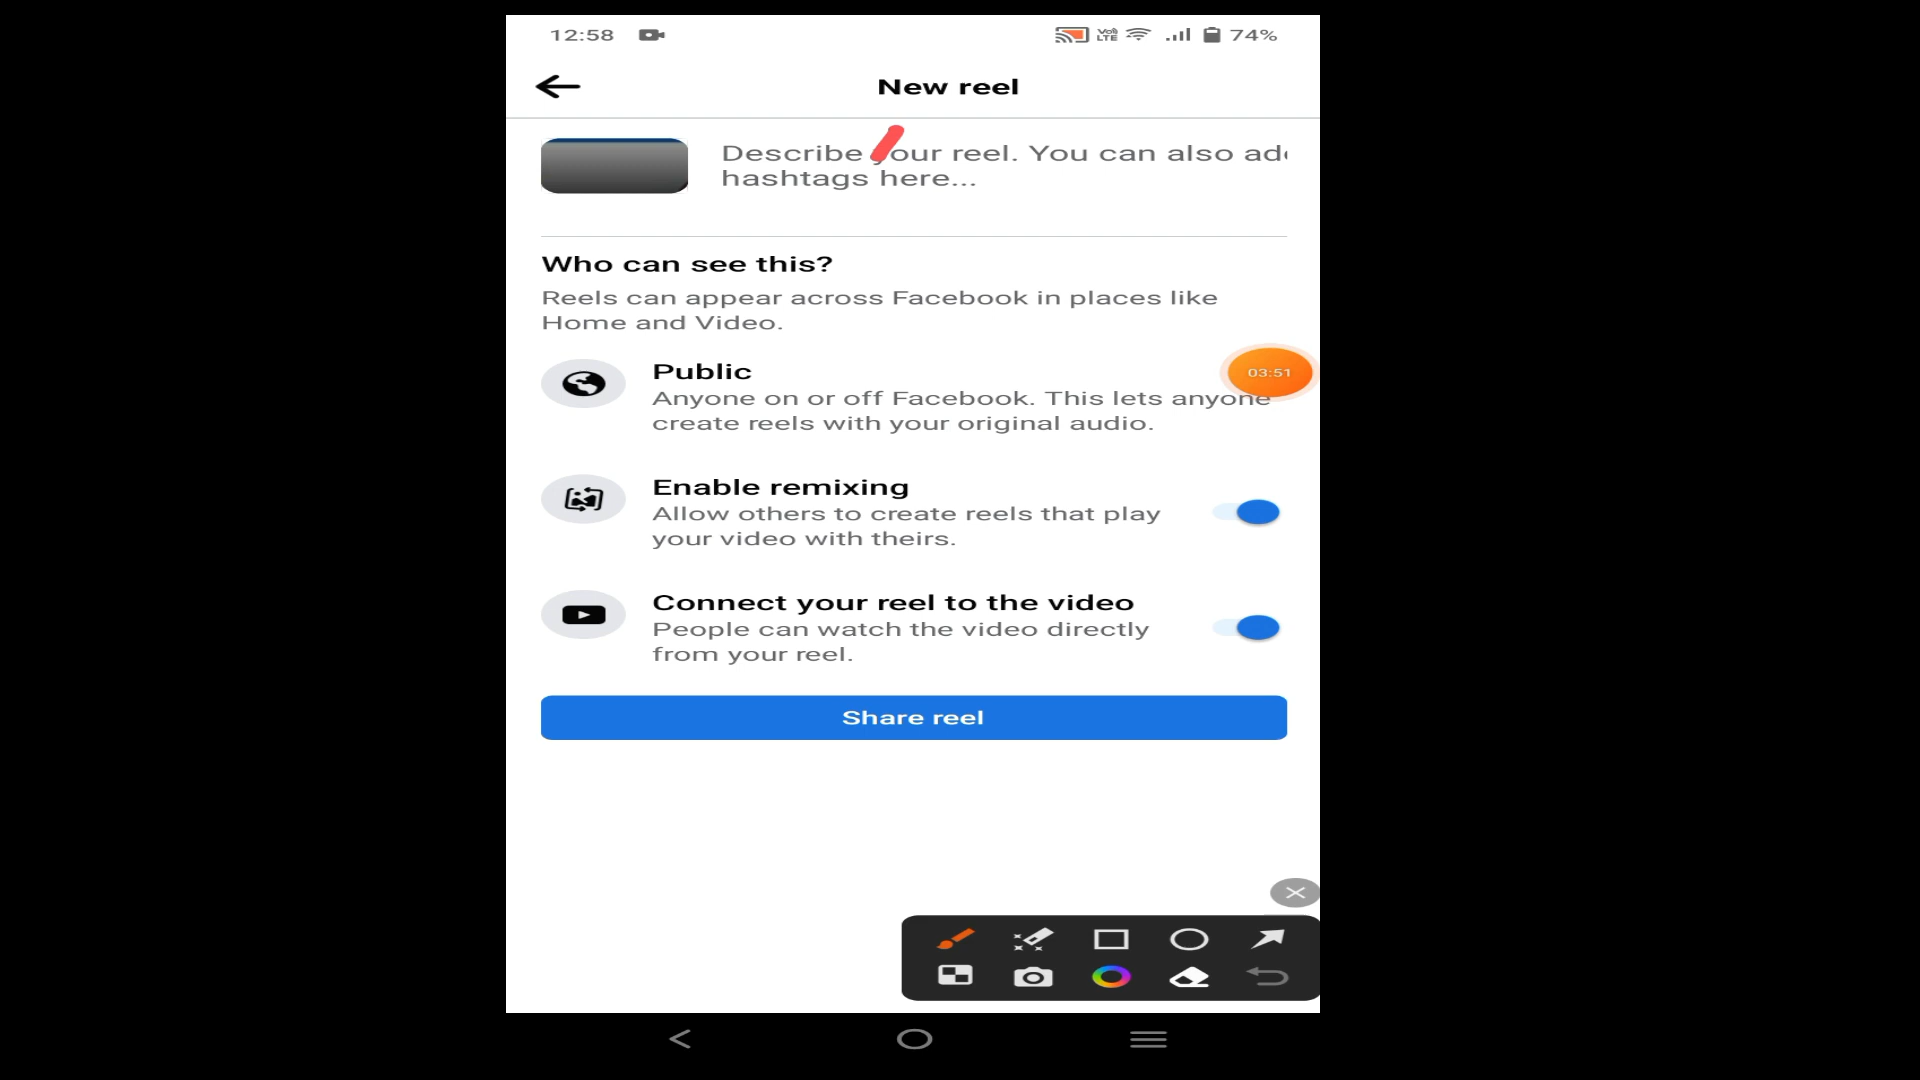 12:58
Vo) LTE 74%
New reel
Describe your reel. You can also add
hashtags here...
Who can see this?
Reels can appear across Facebook in places like
Home and Video.
Public
03:51
Anyone on or off Facebook. This lets anyone
create reels with your original audio.
Enable remixing
Allow others to create reels that play
your video with theirs.
Connect your reel to the video
People can watch the video directly
from your reel.
Share reel